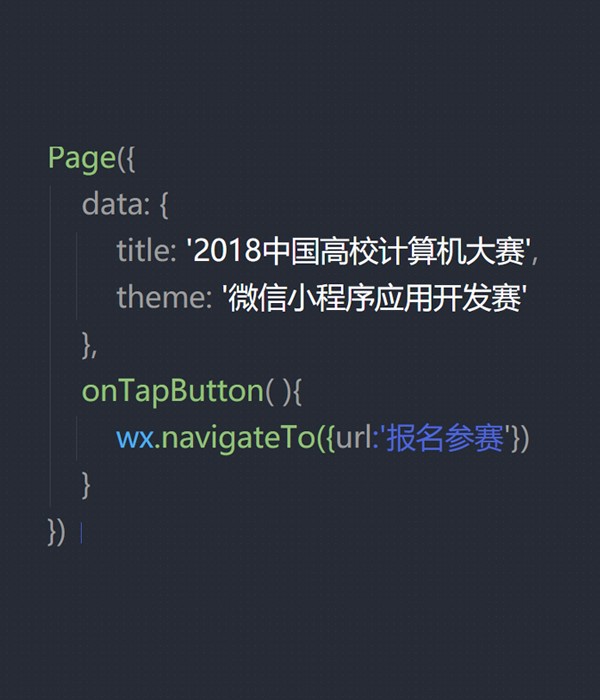 Page({
data: {
title: '2018中国高校计算机大赛',
theme: '微信小程序应用开发赛'
},
onTapButton( ){
wx.navigateTo({url:'报名参赛'})
}
})